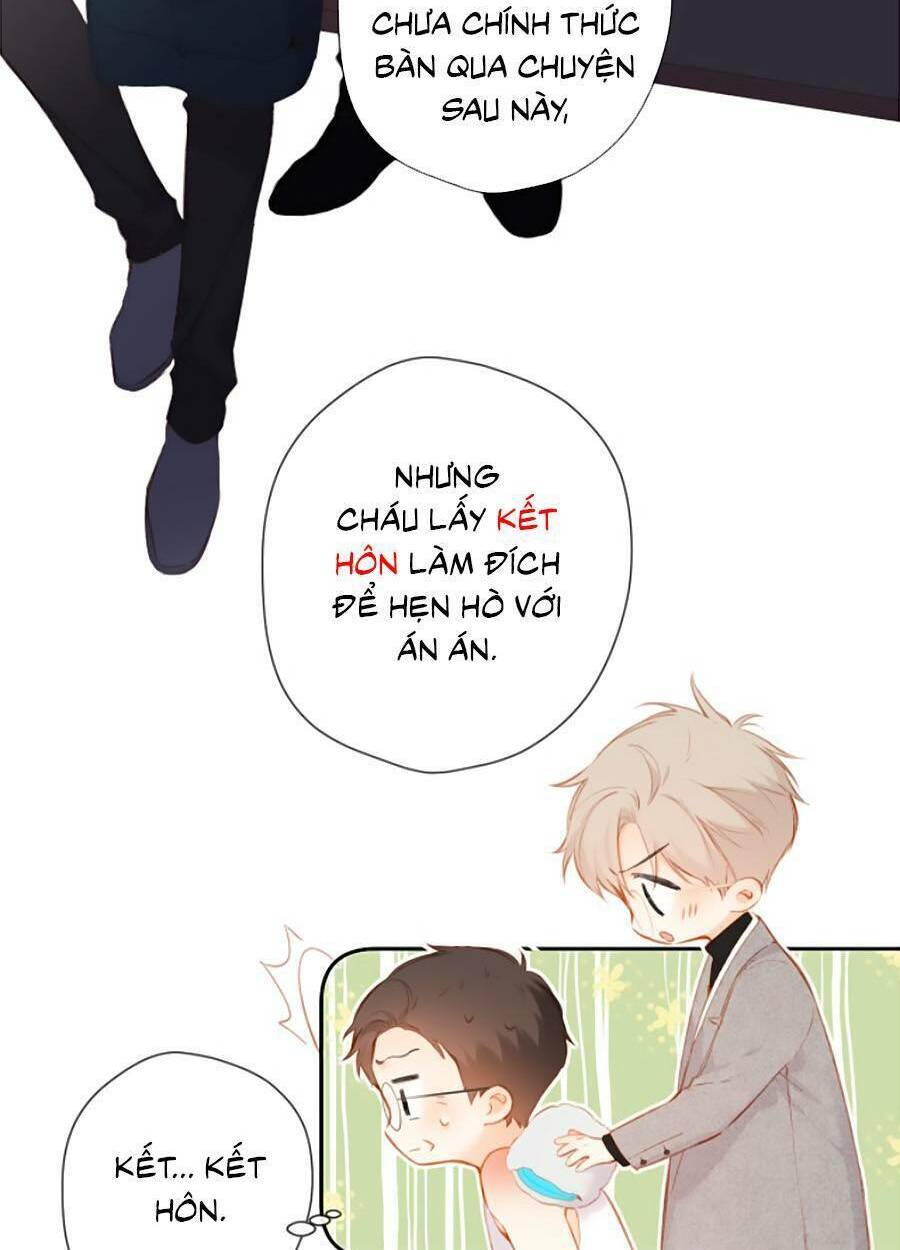 CHƯA CHÍNH THỨC
BÀN QUA CHUYỆN
SAU NÀY,
NHƯNG
CHÁU LẤY KẾT
HÔN LÀM ĐÍCH
ĐỂ HẸN HÒ VỚI
ÁN ÁN.
KẾT... KẾT
HÔN.